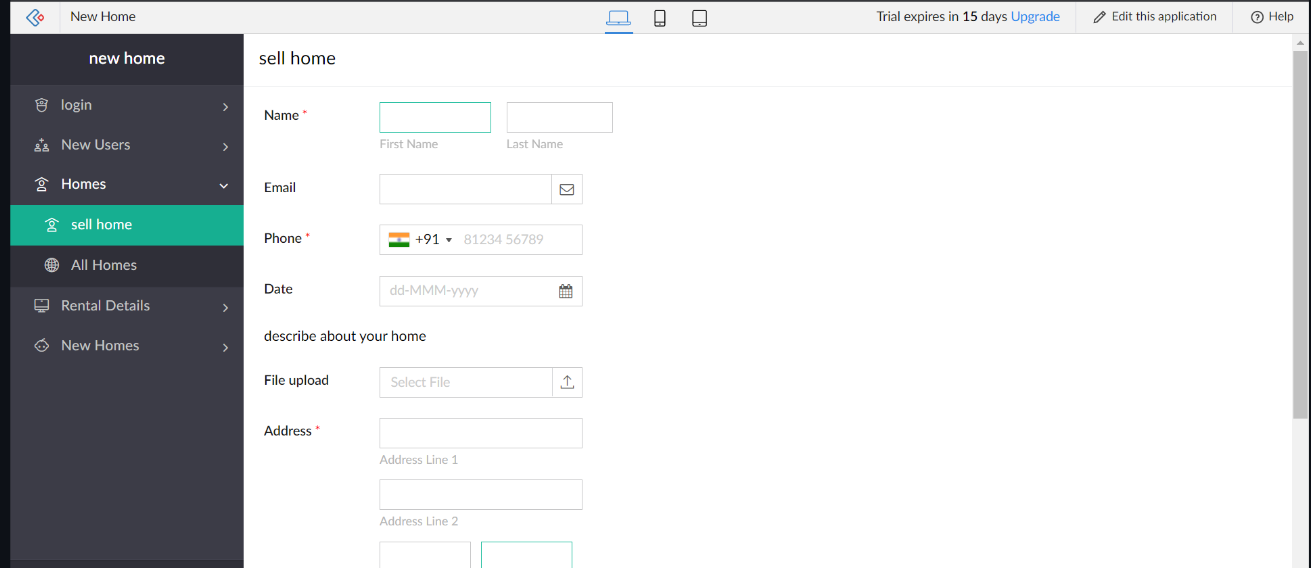 New Home
Trial expires in 15 days Upgrade
Edit this application
Help
new home
login
New Users
Homes
sell home
All Homes
Rental Details
New Homes
sell home
Name *
First Name
Last Name
Email
Phone *
+91
81234 56789
Date
dd-MMM-yyyy
describe about your home
File upload
Select File
Address *
Address Line 1
Address Line 2